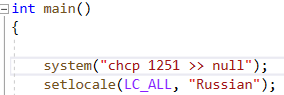 int main()
{
system("chcp 1251 >> null");
setlocale(LC_ALL, "Russian");